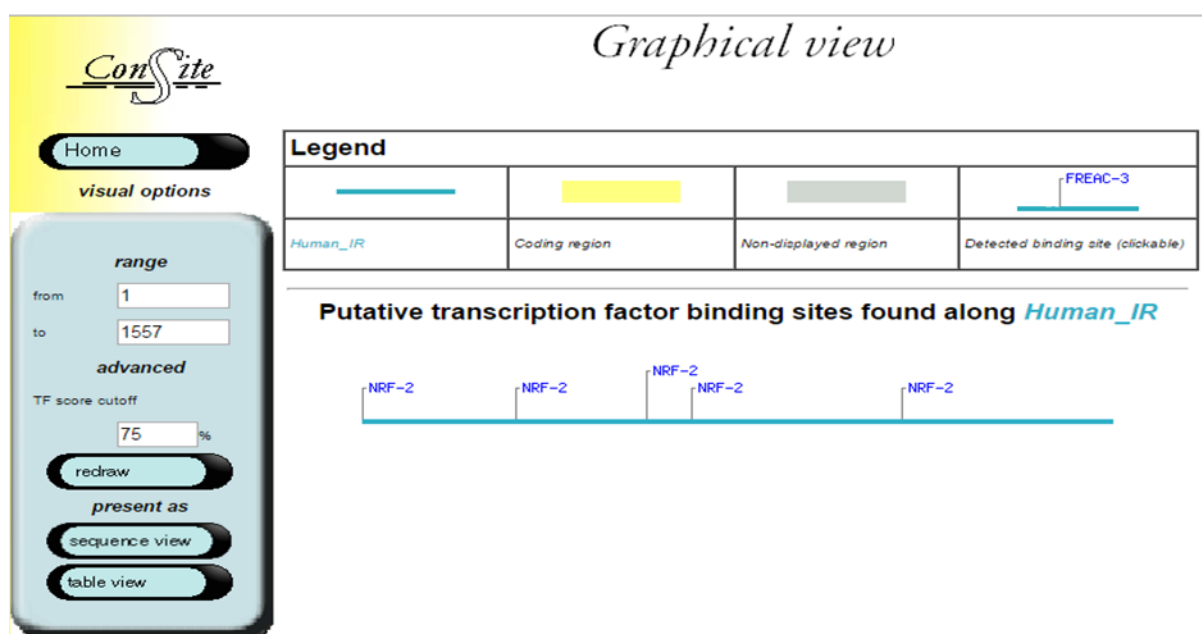 ConSite
Graphical view
Home
visual options
range
from 1
to 1557
advanced
TF score cutoff
75 %
redraw
present as
sequence view
table view
Legend
FREAC-3
Human_IR Coding region Non-displayed region Detected binding site (clickable)
Putative transcription factor binding sites found along Human_IR
NRF-2 NRF-2 NRF-2 NRF-2 NRF-2